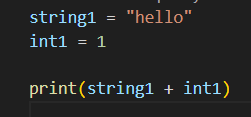 string1 = "hello"
int1 = 1
print(string1 + int1)